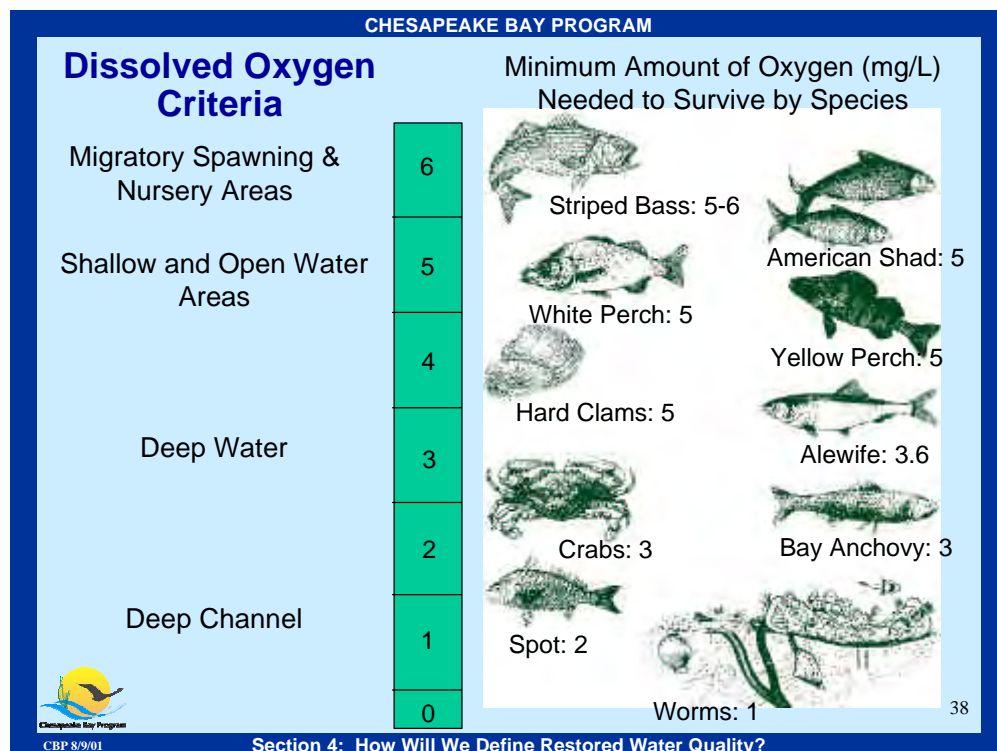 CHESAPEAKE BAY PROGRAM
Dissolved Oxygen
Criteria
Minimum Amount of Oxygen (mg/L)
Needed to Survive by Species
Migratory Spawning &
Nursery Areas
6
Striped Bass: 5-6
American Shad: 5
Shallow and Open Water
Areas
5
White Perch: 5
Yellow Perch: 5
4
Hard Clams: 5
Alewife: 3.6
Deep Water
3
Crabs: 3
Bay Anchovy: 3
2
Deep Channel
1
Spot: 2
Worms: 1
0
Chesapeake Bay Program
38
CBP 8/9/01
Section 4: How Will We Define Restored Water Quality?